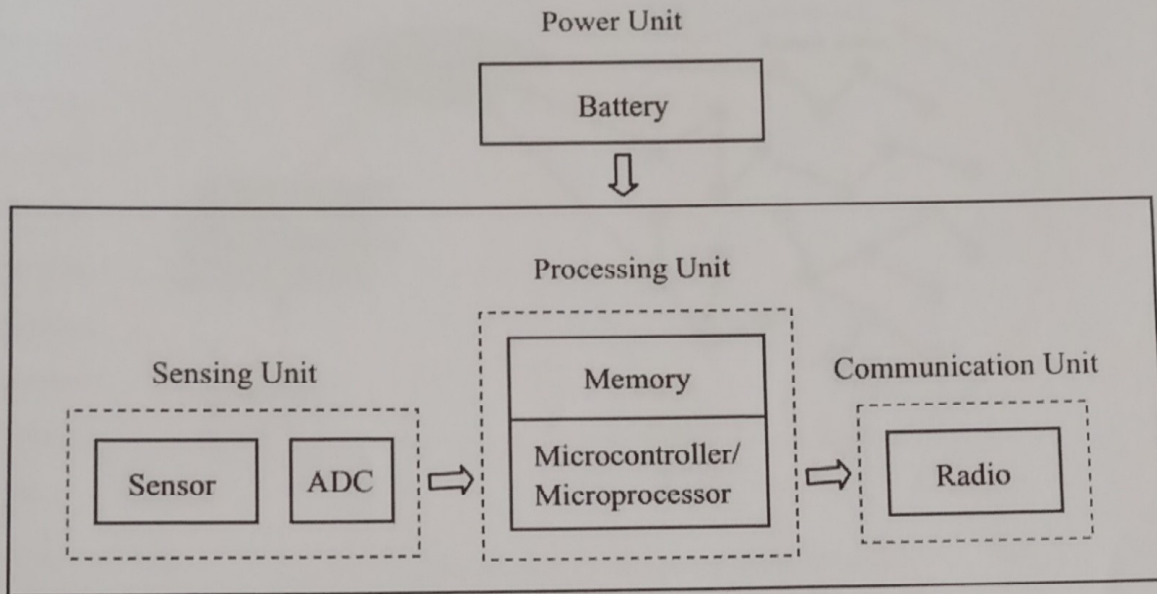 Power Unit
Battery
Processing Unit
Sensing Unit
Communication Unit
Memory
Sensor
ADC
Microcontroller/
Microprocessor
Radio